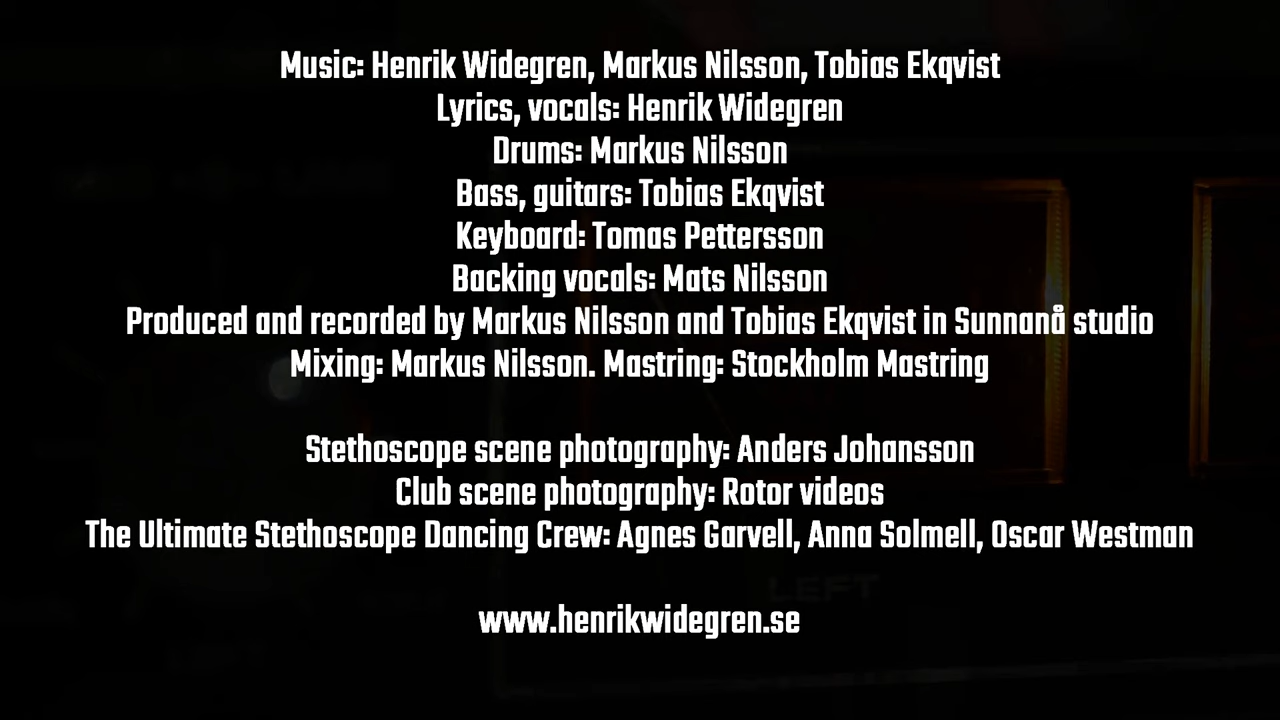 Music: Henrik Widegren, Markus Nilsson, Tobias Ekqvist
Lyrics, vocals: Henrik Widegren
Drums: Markus Nilsson
Bass, guitars: Tobias Ekqvist
Keyboard: Tomas Pettersson
Backing vocals: Mats Nilsson
Produced and recorded by Markus Nilsson and Tobias Ekqvist in Sunnanå studio
Mixing: Markus Nilsson. Mastring: Stockholm Mastring
Stethoscope scene photography: Anders Johansson
Club scene photography: Rotor videos
The Ultimate Stethoscope Dancing Crew: Agnes Garvell, Anna Solmell, Oscar Westman
LEFT
www.henrikwidegren.se